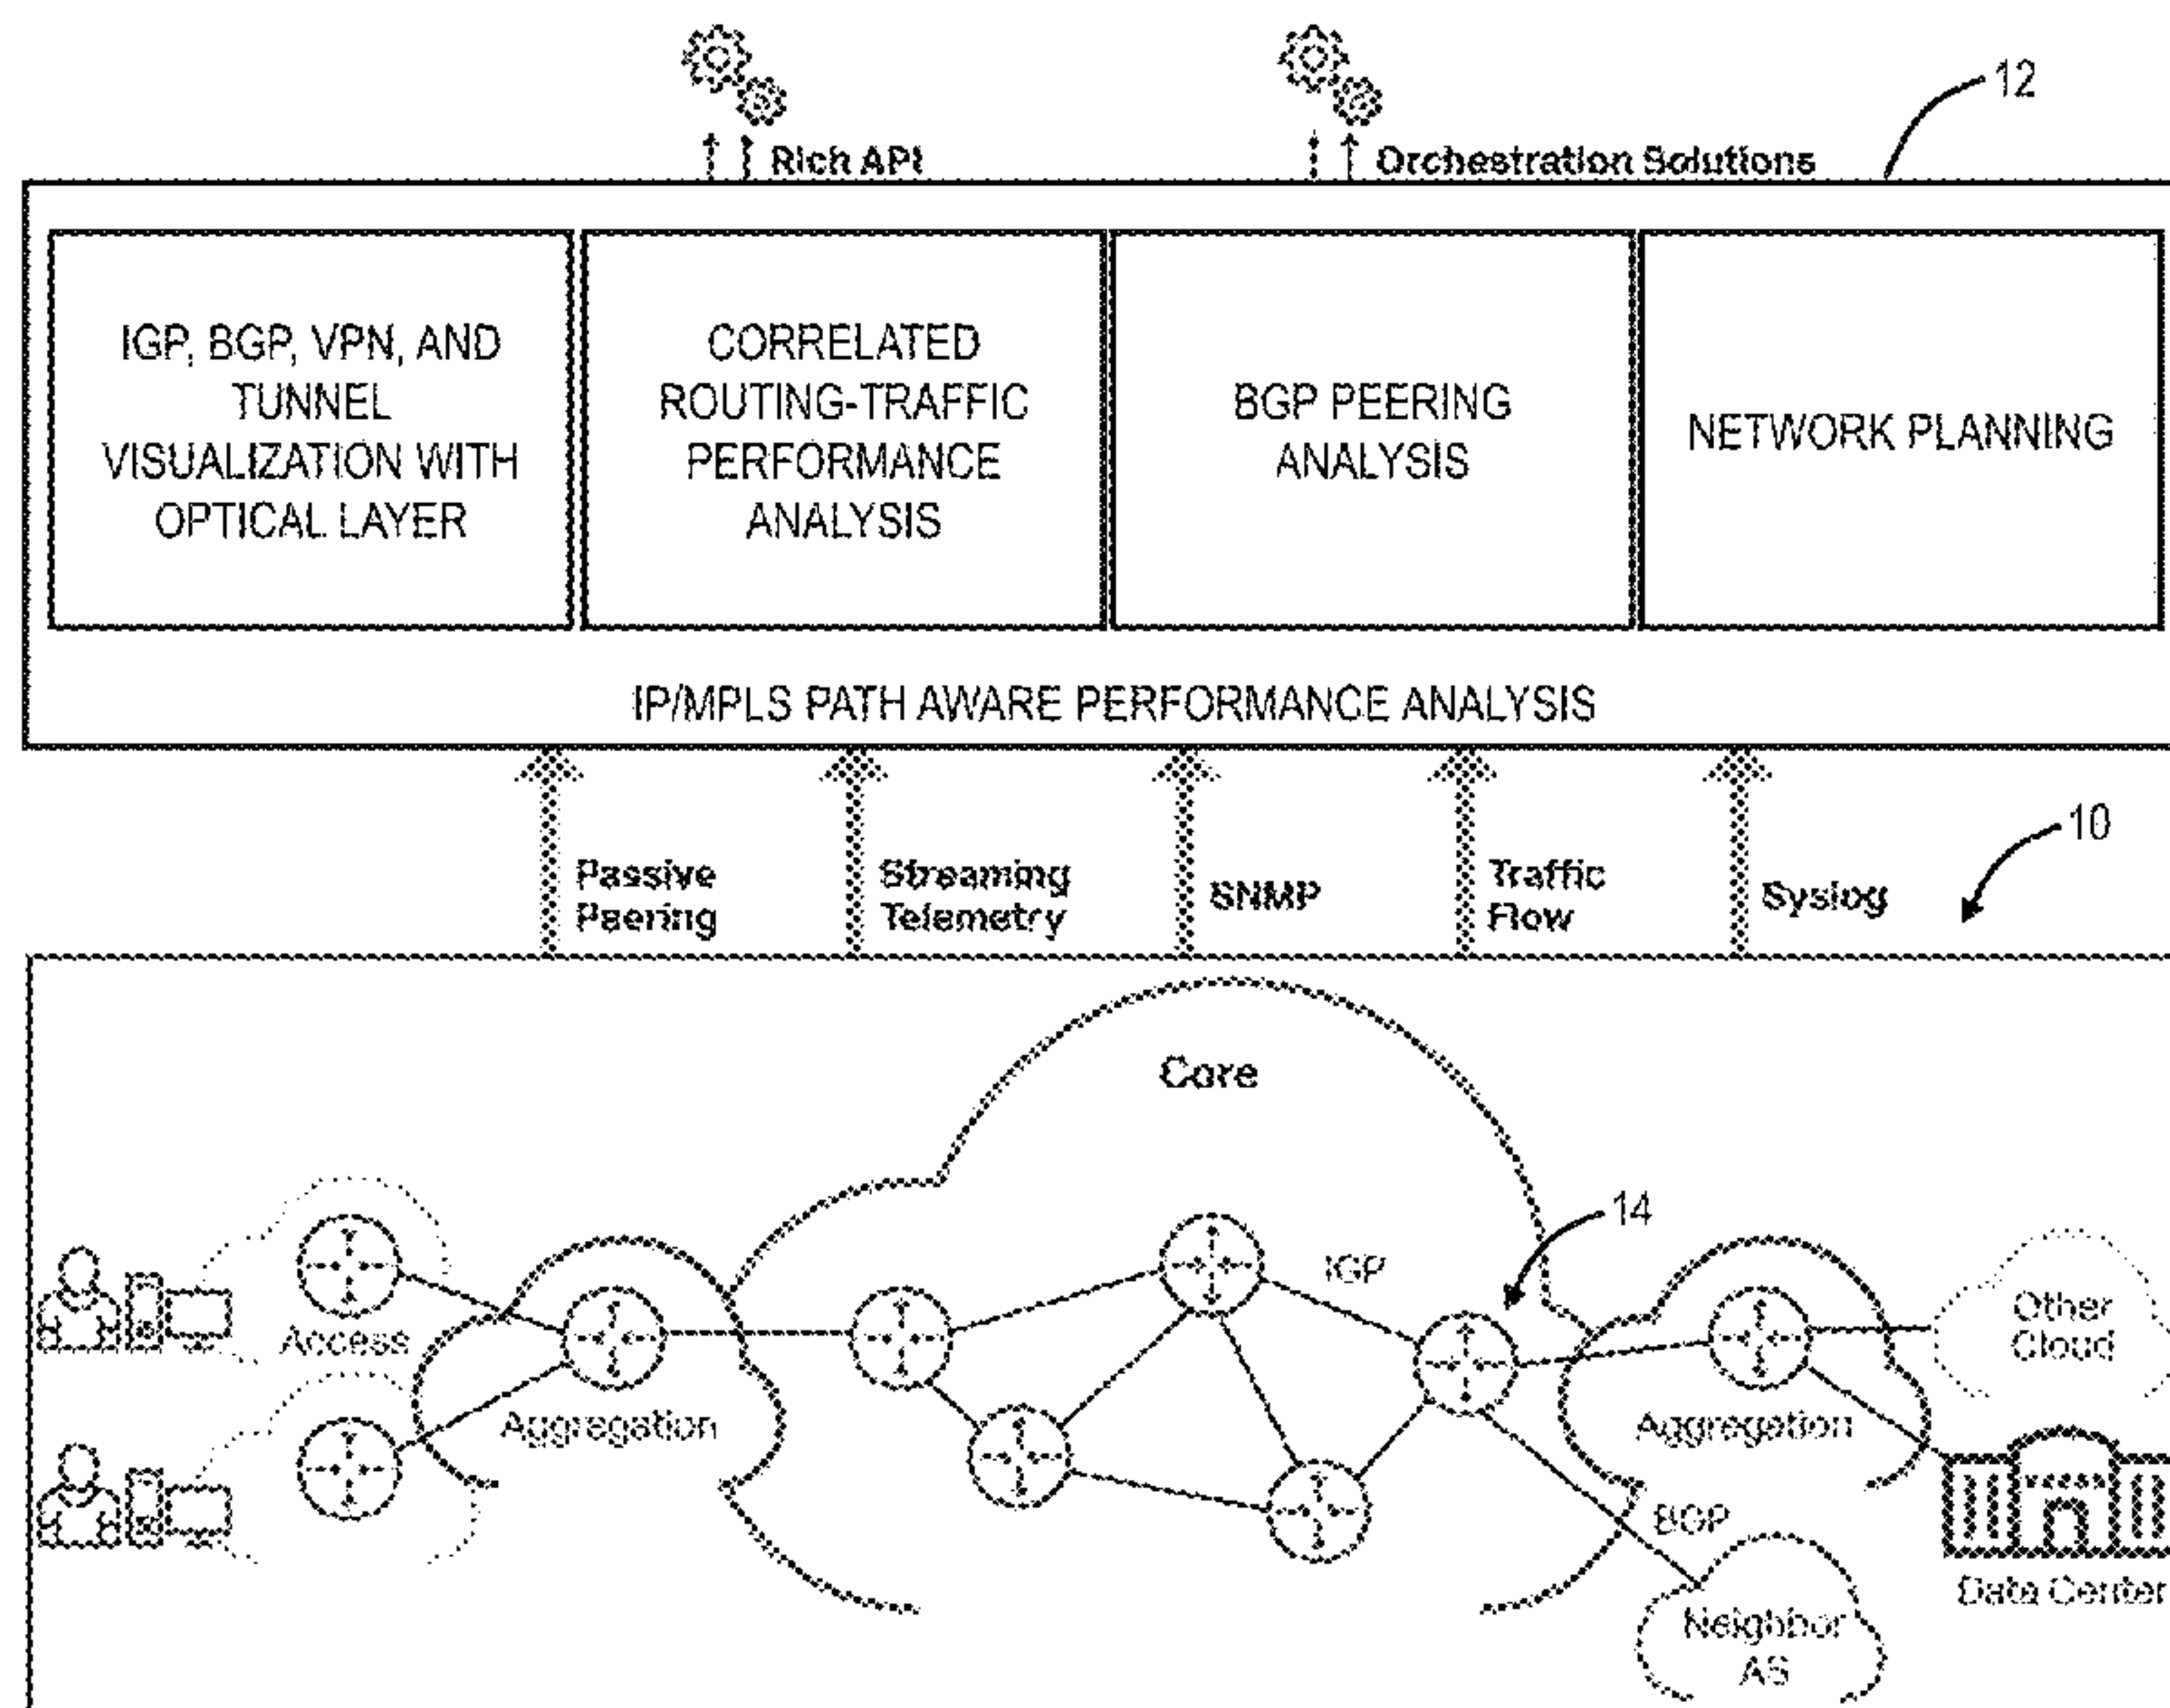 12
Rich API
Orchestration Solutions
IGP, BGP, VPN, AND
TUNNEL
VISUALIZATION WITH
OPTICAL LAYER
CORRELATED
ROUTING-TRAFFIC
PERFORMANCE
ANALYSIS
BGP PEERING
ANALYSIS
NETWORK PLANNING
IP/MPLS PATH AWARE PERFORMANCE ANALYSIS
10
Passive
Peering
Streaming
Telemetry
SNMP
Traffic
Flow
Syslog
Core
14
IGP
Access
Other
Cloud
Aggregation
Aggregation
BGP
Data Center
Neighbor
AS